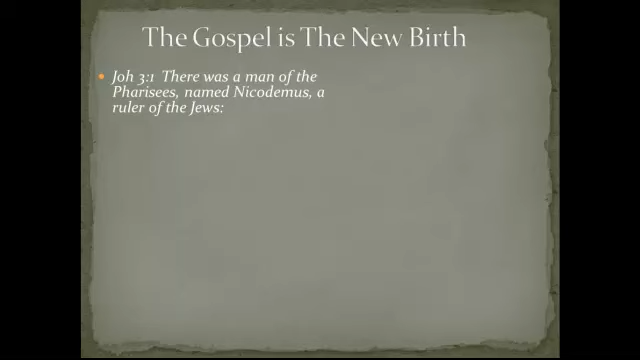 The Gospel is The New Birth
• Joh 3:1 There was a man of the
Pharisees, named Nicodemus, a
ruler of the Jews: